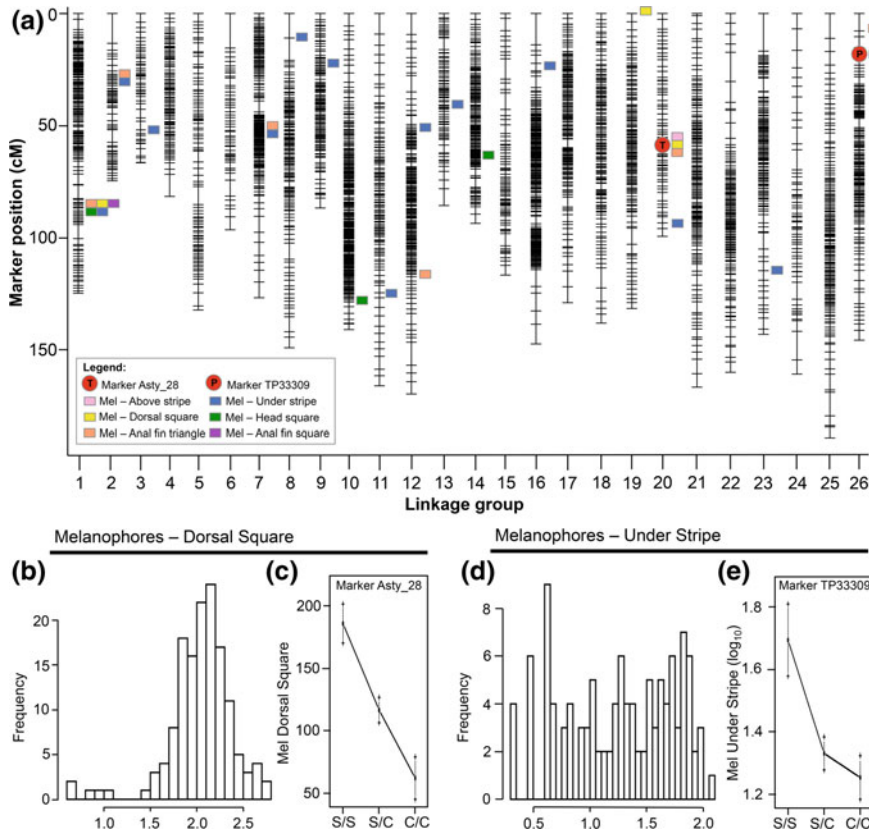 (a)
Marker position (cM)
0
50
100
150
T
P
Legend:
T Marker Asty_28
P Marker TP33309
Mel – Above stripe
Mel – Under stripe
Mel – Dorsal square
Mel – Head square
Mel – Anal fin triangle
Mel – Anal fin square
1 2 3 4 5 6 7 8 9 10 11 12 13 14 15 16 17 18 19 20 21 22 23 24 25 26
Linkage group
Melanophores – Dorsal Square
Melanophores – Under Stripe
(b)
Frequency
20
15
10
5
0
1.0 1.5 2.0 2.5
(c)
Marker Asty_28
Mel Dorsal Square
200
150
100
50
S/S S/C C/C
(d)
Frequency
8
6
4
2
0
0.5 1.0 1.5 2.0
(e)
Marker TP33309
Mel Under Stripe (log10)
1.8
1.6
1.4
1.2
S/S S/C C/C